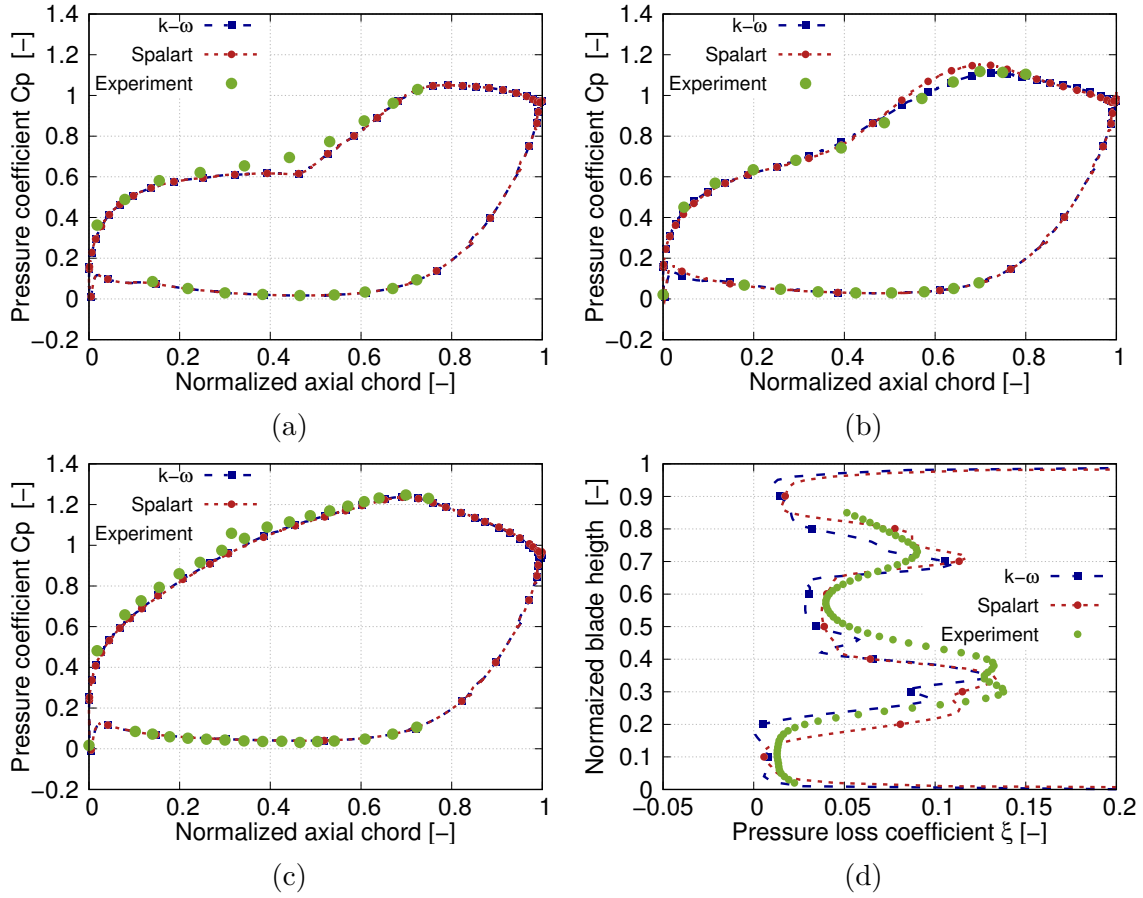 Pressure coefficient Cp [−]
1.4
1.2
1
0.8
0.6
0.4
0.2
0
−0.2
k−ω
Spalart
Experiment
0 0.2 0.4 0.6 0.8 1
Normalized axial chord [−]
(a)
Pressure coefficient Cp [−]
1.4
1.2
1
0.8
0.6
0.4
0.2
0
−0.2
k−ω
Spalart
Experiment
0 0.2 0.4 0.6 0.8 1
Normalized axial chord [−]
(b)
Pressure coefficient Cp [−]
1.4
1.2
1
0.8
0.6
0.4
0.2
0
−0.2
k−ω
Spalart
Experiment
0 0.2 0.4 0.6 0.8 1
Normalized axial chord [−]
(c)
Normaized blade heigth [−]
1
0.9
0.8
0.7
0.6
0.5
0.4
0.3
0.2
0.1
0
k−ω
Spalart
Experiment
−0.05 0 0.05 0.1 0.15 0.2
Pressure loss coefficient ξ [−]
(d)